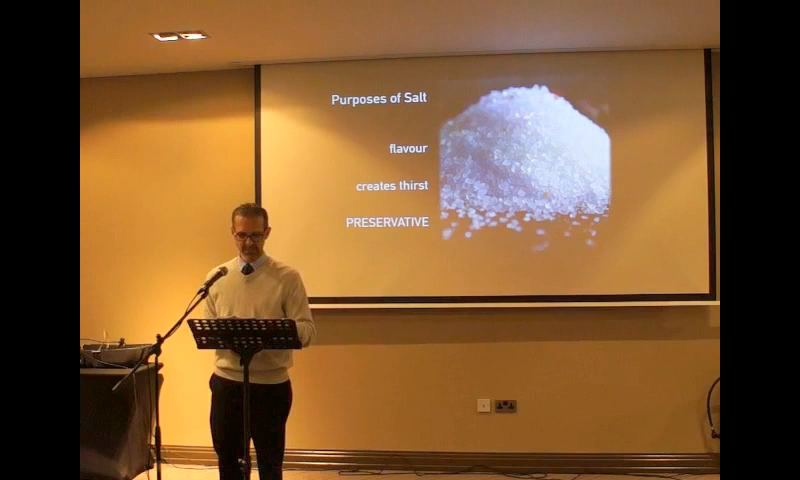 Purposes of Salt
flavour
creates thirst
PRESERVATIVE